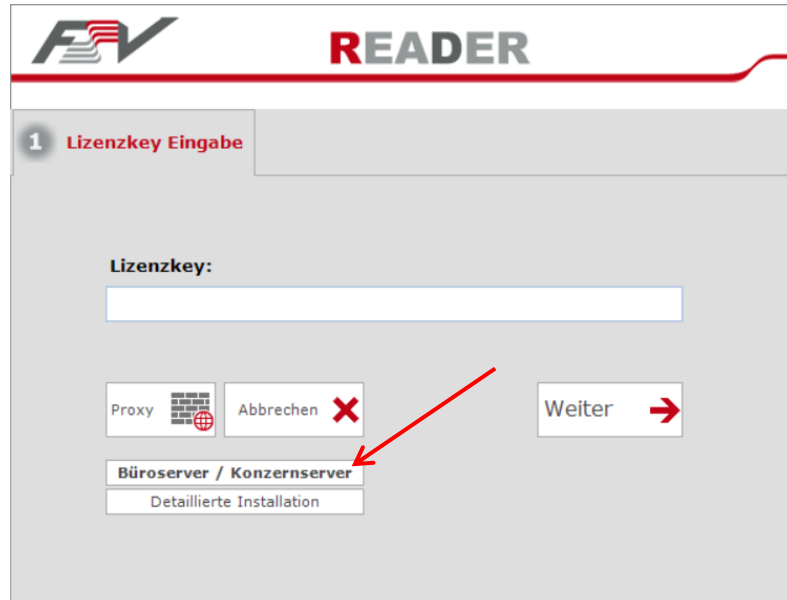 FSV
READER
1 Lizenzkey Eingabe
Lizenzkey:
Proxy
Abbrechen
Weiter
Büroserver / Konzernserver
Detaillierte Installation